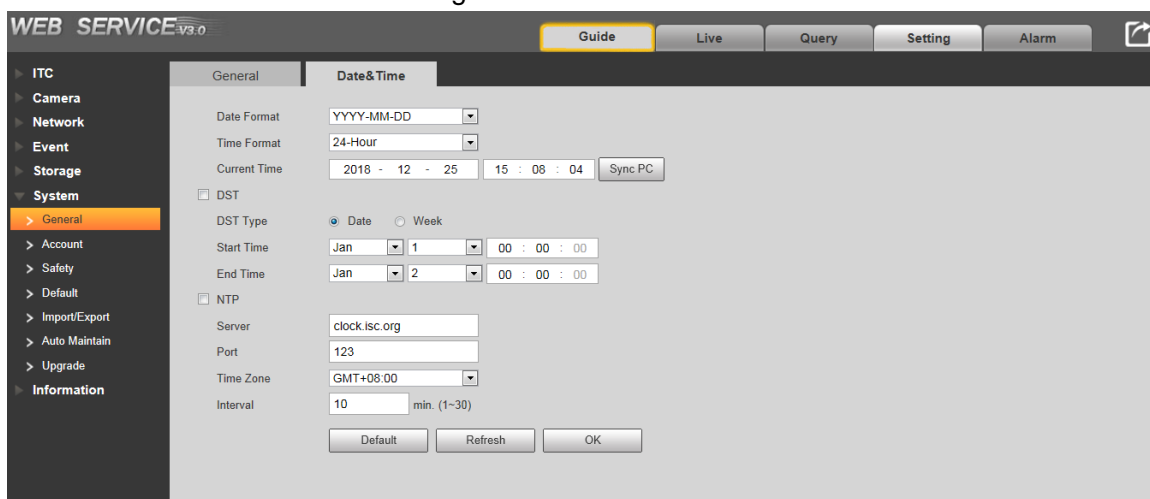 WEB SERVICE V3.0
Guide Live Query Setting Alarm
ITC
Camera
Network
Event
Storage
System
General
Account
Safety
Default
Import/Export
Auto Maintain
Upgrade
Information
General Date&Time
Date Format YYYY-MM-DD
Time Format 24-Hour
Current Time 2018 - 12 - 25 15 : 08 : 04 Sync PC
DST
DST Type Date Week
Start Time Jan 1 00 : 00 : 00
End Time Jan 2 00 : 00 : 00
NTP
Server clock.isc.org
Port 123
Time Zone GMT+08:00
Interval 10 min. (1~30)
Default Refresh OK